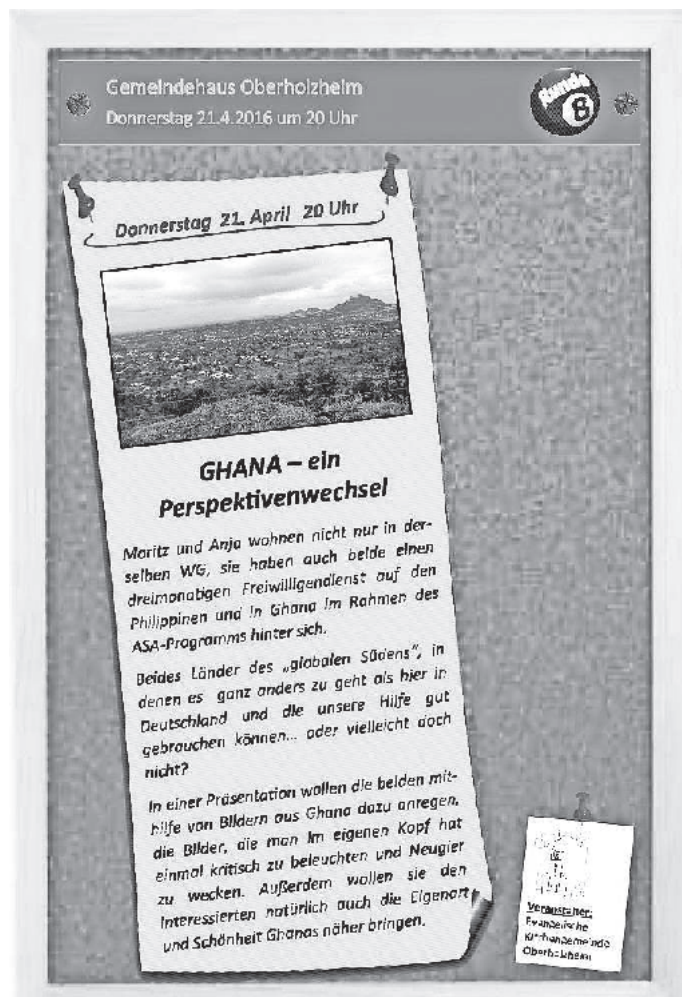 Gemeindehaus Oberholzheim
Donnerstag 21.4.2016 um 20 Uhr
Runde
8
Donnerstag 21. April 20 Uhr
GHANA – ein
Perspektivenwechsel
Moritz und Anja wohnen nicht nur in der-
selben WG, sie haben auch beide einen
dreimonatigen Freiwilligendienst auf den
Philippinen und in Ghana im Rahmen des
ASA-Programms hinter sich.
Beides Länder des „globalen Südens“, in
denen es ganz anders zu geht als hier in
Deutschland und die unsere Hilfe gut
gebrauchen können... oder vielleicht doch
nicht?
In einer Präsentation wollen die beiden mit-
hilfe von Bildern aus Ghana dazu anregen,
die Bilder, die man im eigenen Kopf hat
einmal kritisch zu beleuchten und Neugier
zu wecken. Außerdem wollen sie den
Interessierten natürlich auch die Eigenart
und Schönheit Ghanas näher bringen.
Veranstalter:
Evangelische
Kirchengemeinde
Oberholzheim